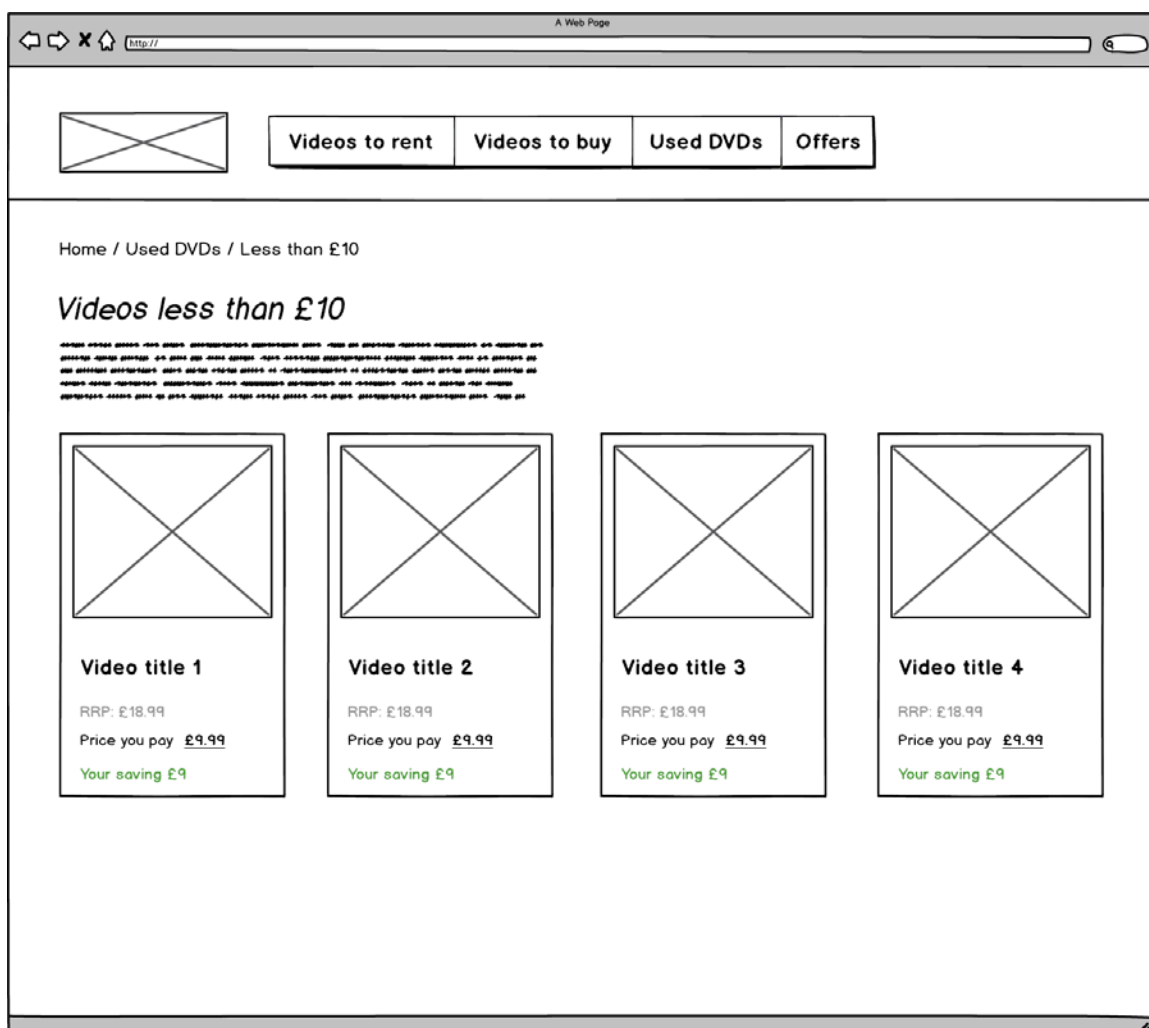 A Web Page
http://
Videos to rent Videos to buy Used DVDs Offers
Home / Used DVDs / Less than £10
Videos less than £10
Video title 1
RRP: £18.99
Price you pay £9.99
Your saving £9
Video title 2
RRP: £18.99
Price you pay £9.99
Your saving £9
Video title 3
RRP: £18.99
Price you pay £9.99
Your saving £9
Video title 4
RRP: £18.99
Price you pay £9.99
Your saving £9